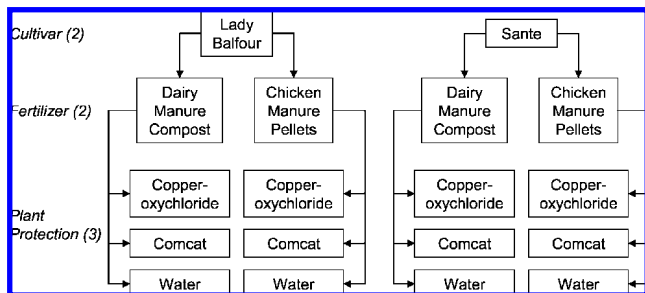 Cultivar (2)
Lady
Balfour
Sante
Fertilizer (2)
Dairy
Manure
Compost
Chicken
Manure
Pellets
Dairy
Manure
Compost
Chicken
Manure
Pellets
Plant
Protection (3)
Copper-
oxychloride
Copper-
oxychloride
Copper-
oxychloride
Copper-
oxychloride
Comcat
Comcat
Comcat
Comcat
Water
Water
Water
Water